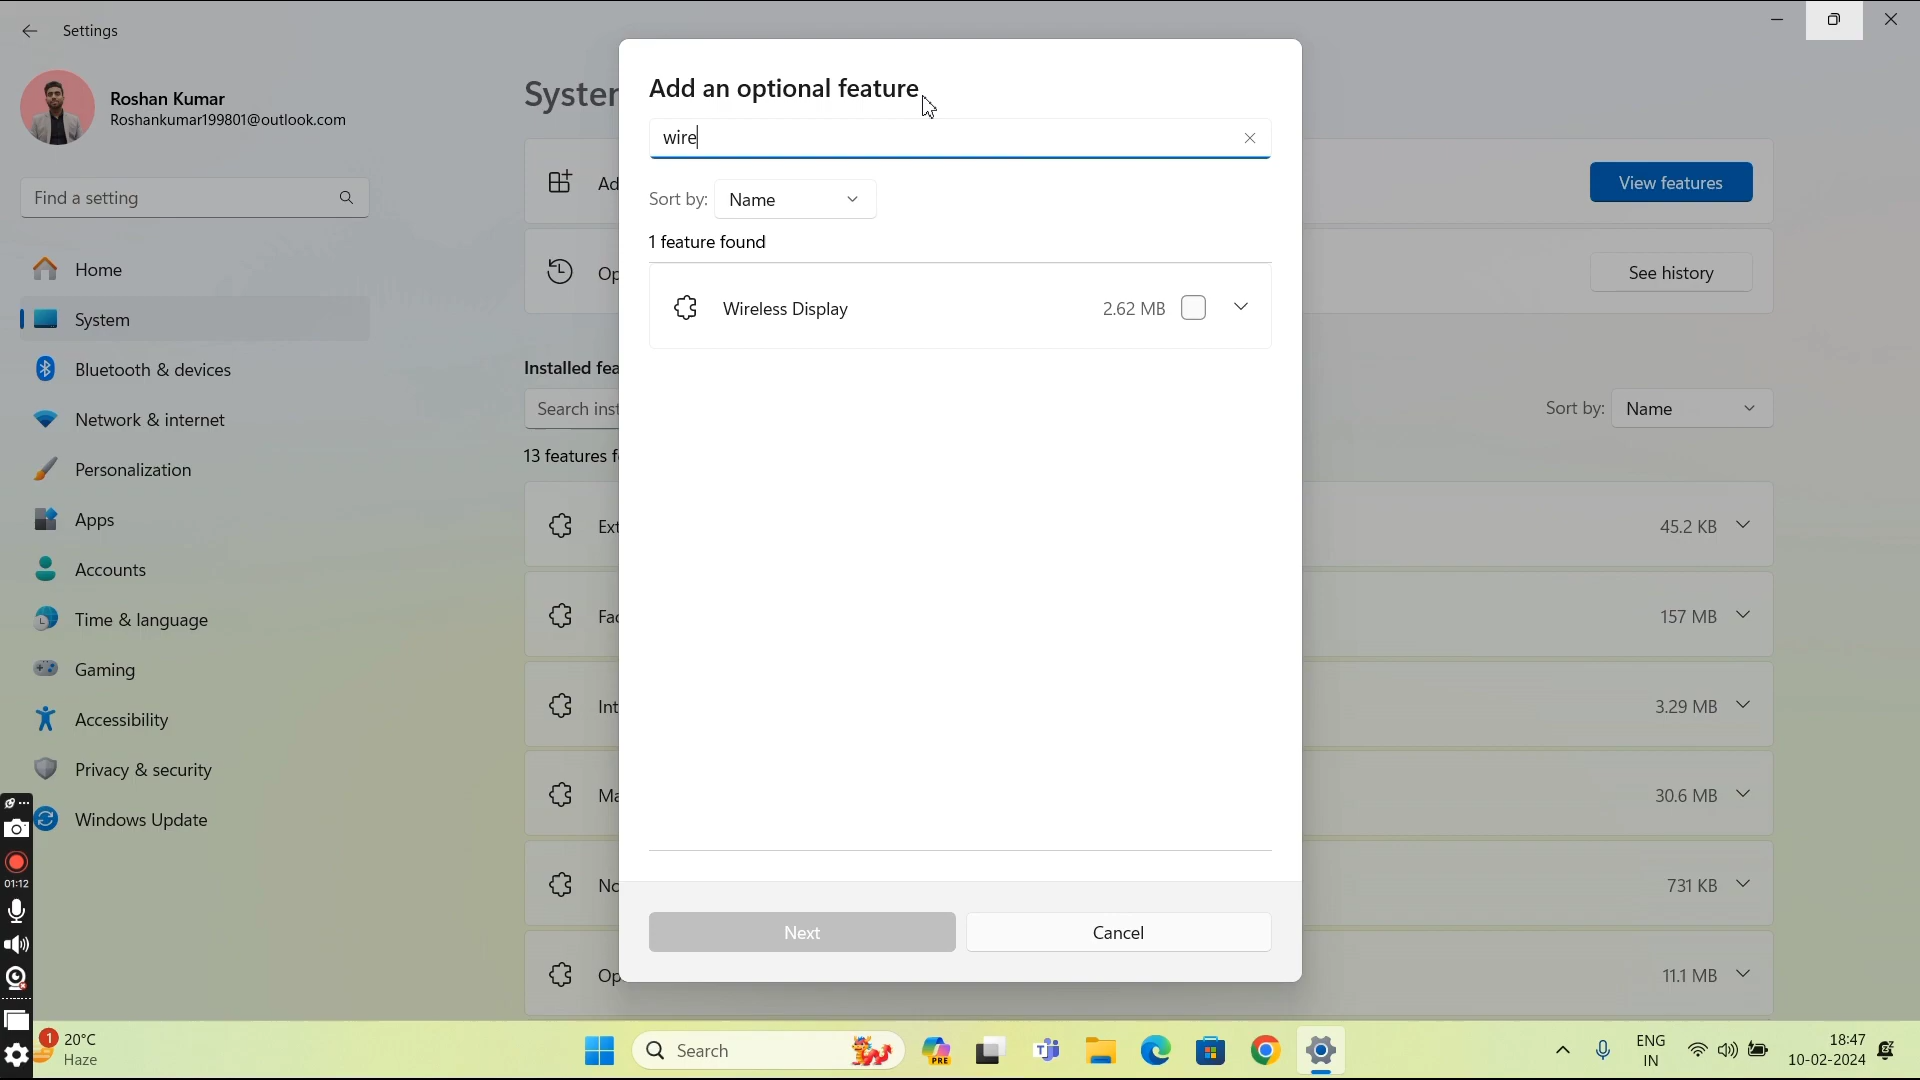 Settings
Roshan Kumar
Roshankumar199801@outlook.com
Find a setting
Home
System
Bluetooth & devices
Network & internet
Personalization
Apps
Accounts
Time & language
Gaming
Accessibility
Privacy & security
Windows Update
System
Ad
View features
Op
See history
Installed fea
Search inst
Sort by: Name
13 features f
Ext
45.2 KB
Fac
157 MB
Int
3.29 MB
Ma
30.6 MB
No
731 KB
Op
11.1 MB
Add an optional feature
wire
Sort by: Name
1 feature found
Wireless Display 2.62 MB
Next
Cancel
01:12
1
20°C
Haze
Search
PRE
ENG
IN
18:47
10-02-2024